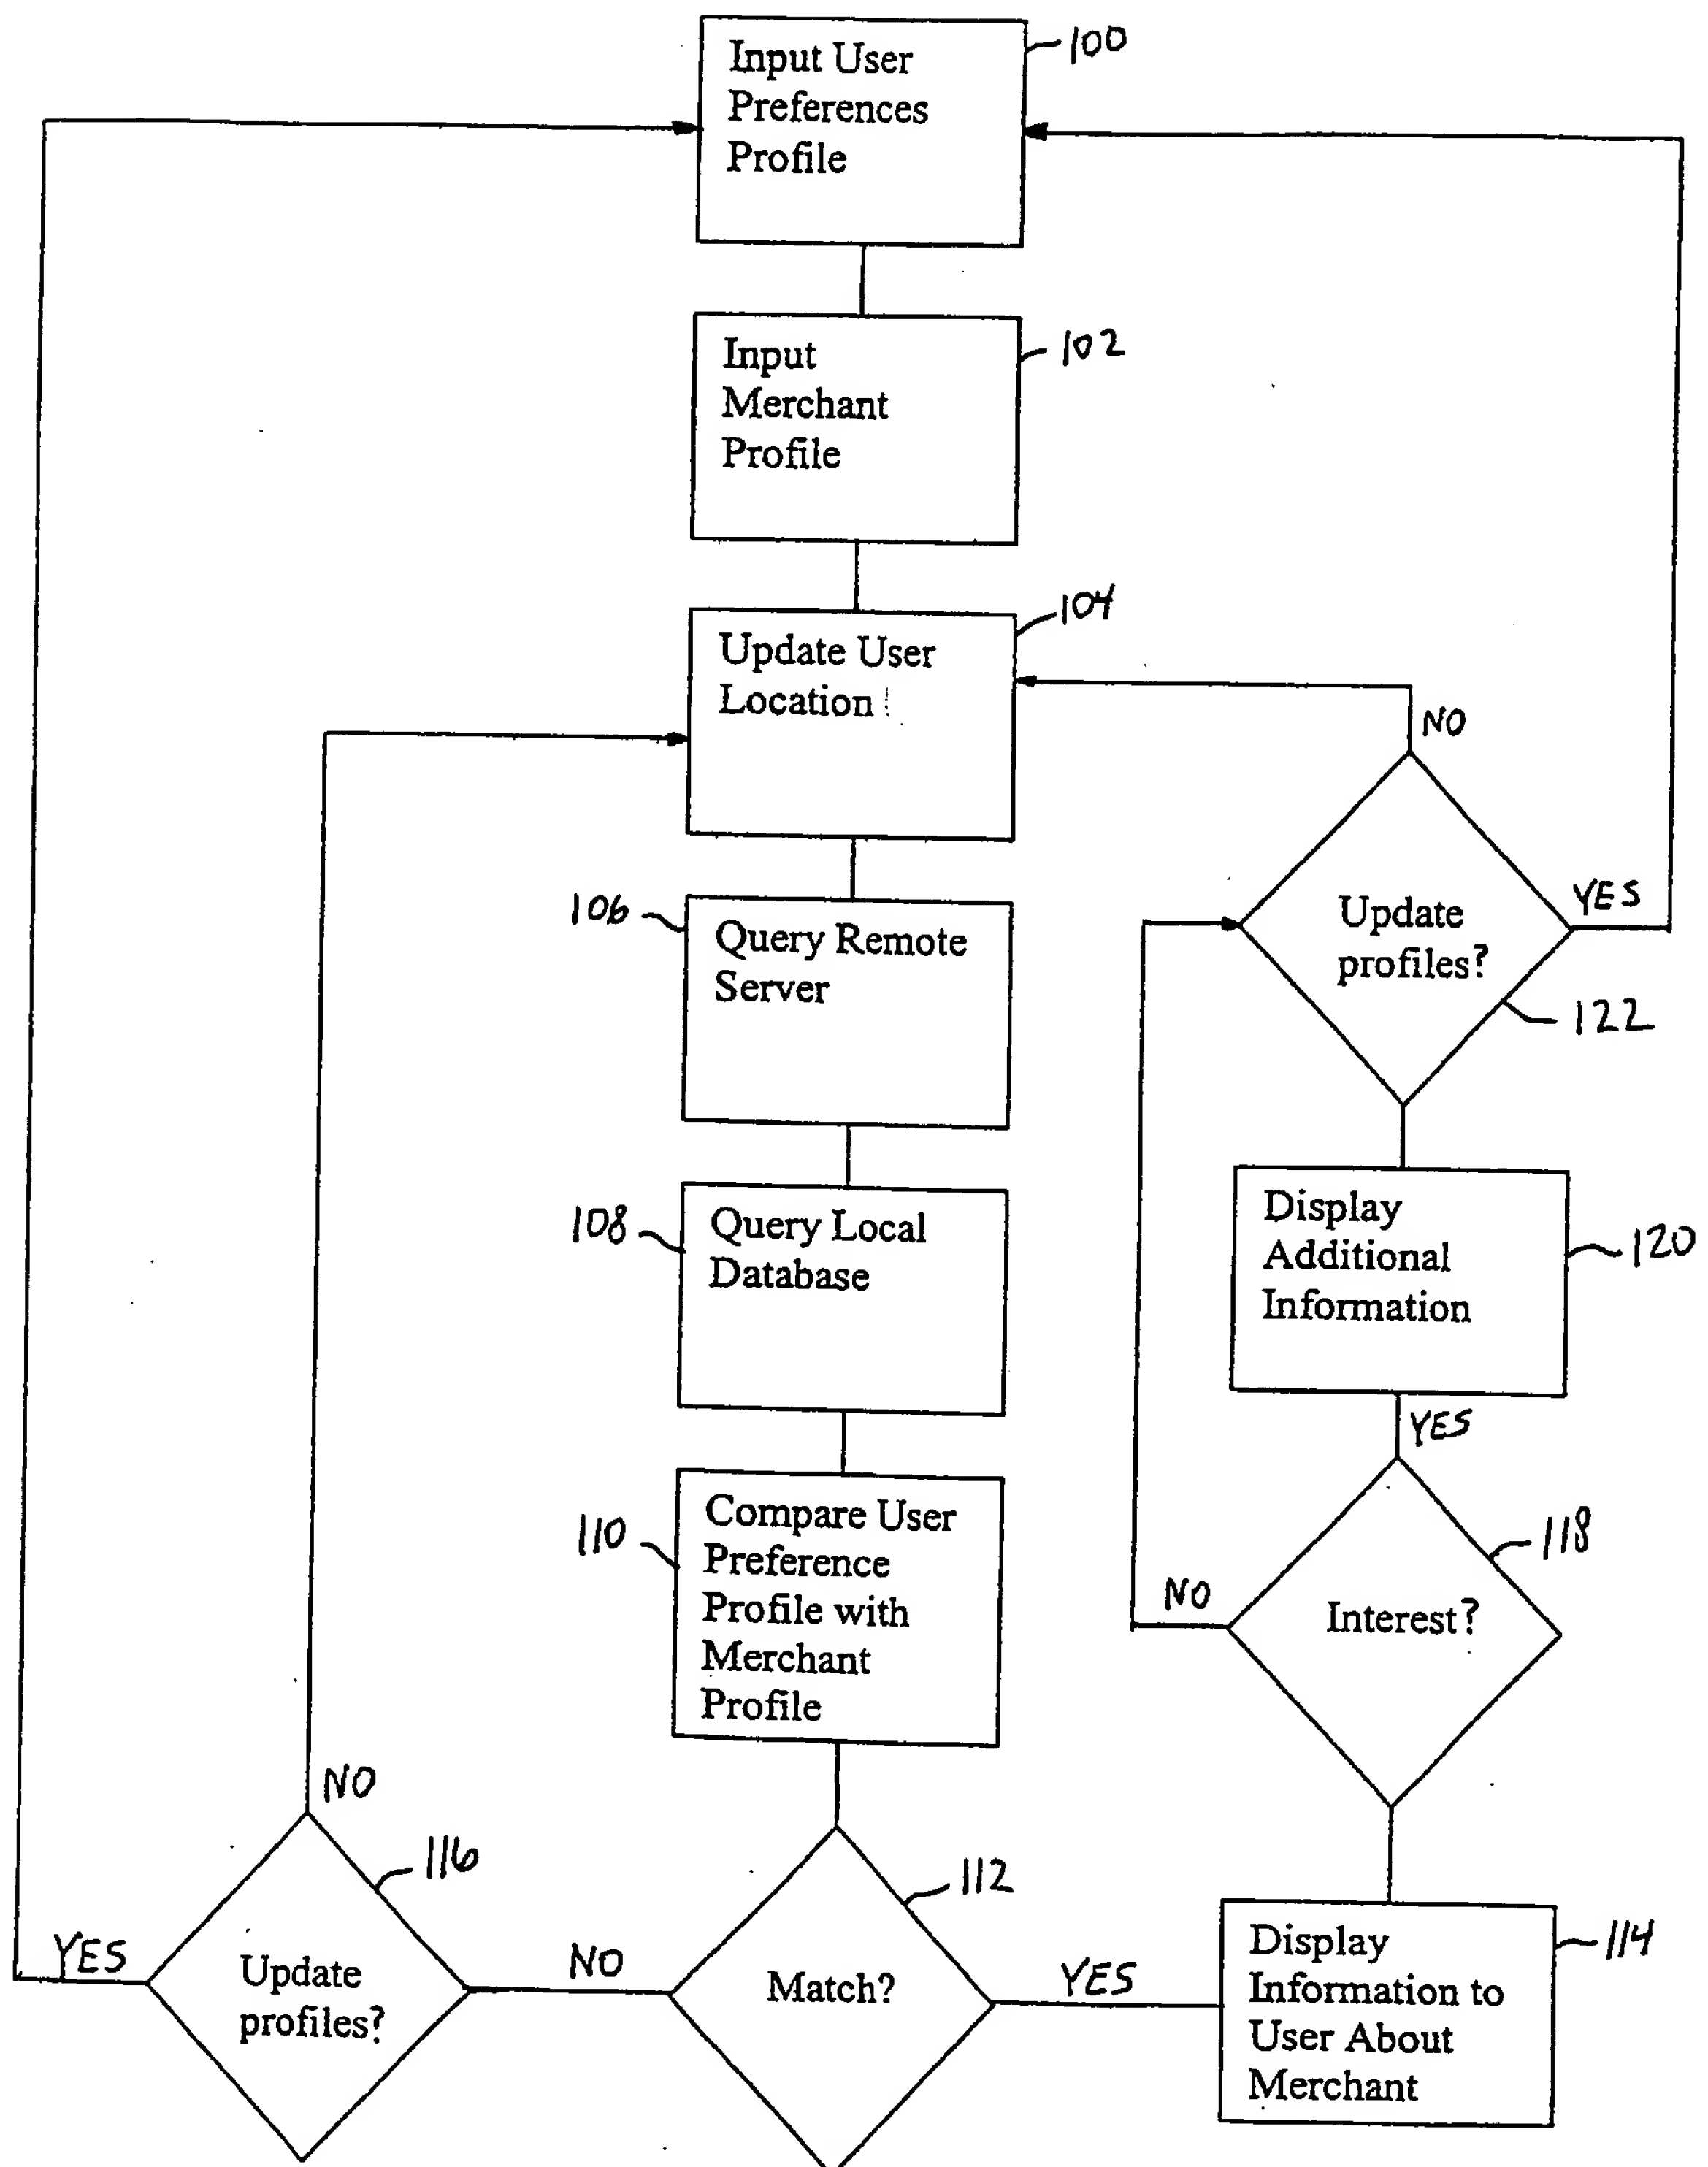 Input User
Preferences
Profile
100
Input
Merchant
Profile
102
Update User
Location
104
NO
106
Query Remote
Server
Update
profiles?
YES
122
108
Query Local
Database
Display
Additional
Information
120
YES
110
Compare User
Preference
Profile with
Merchant
Profile
118
NO
Interest?
NO
116
112
YES
Update
profiles?
NO
Match?
YES
Display
Information to
User About
Merchant
114